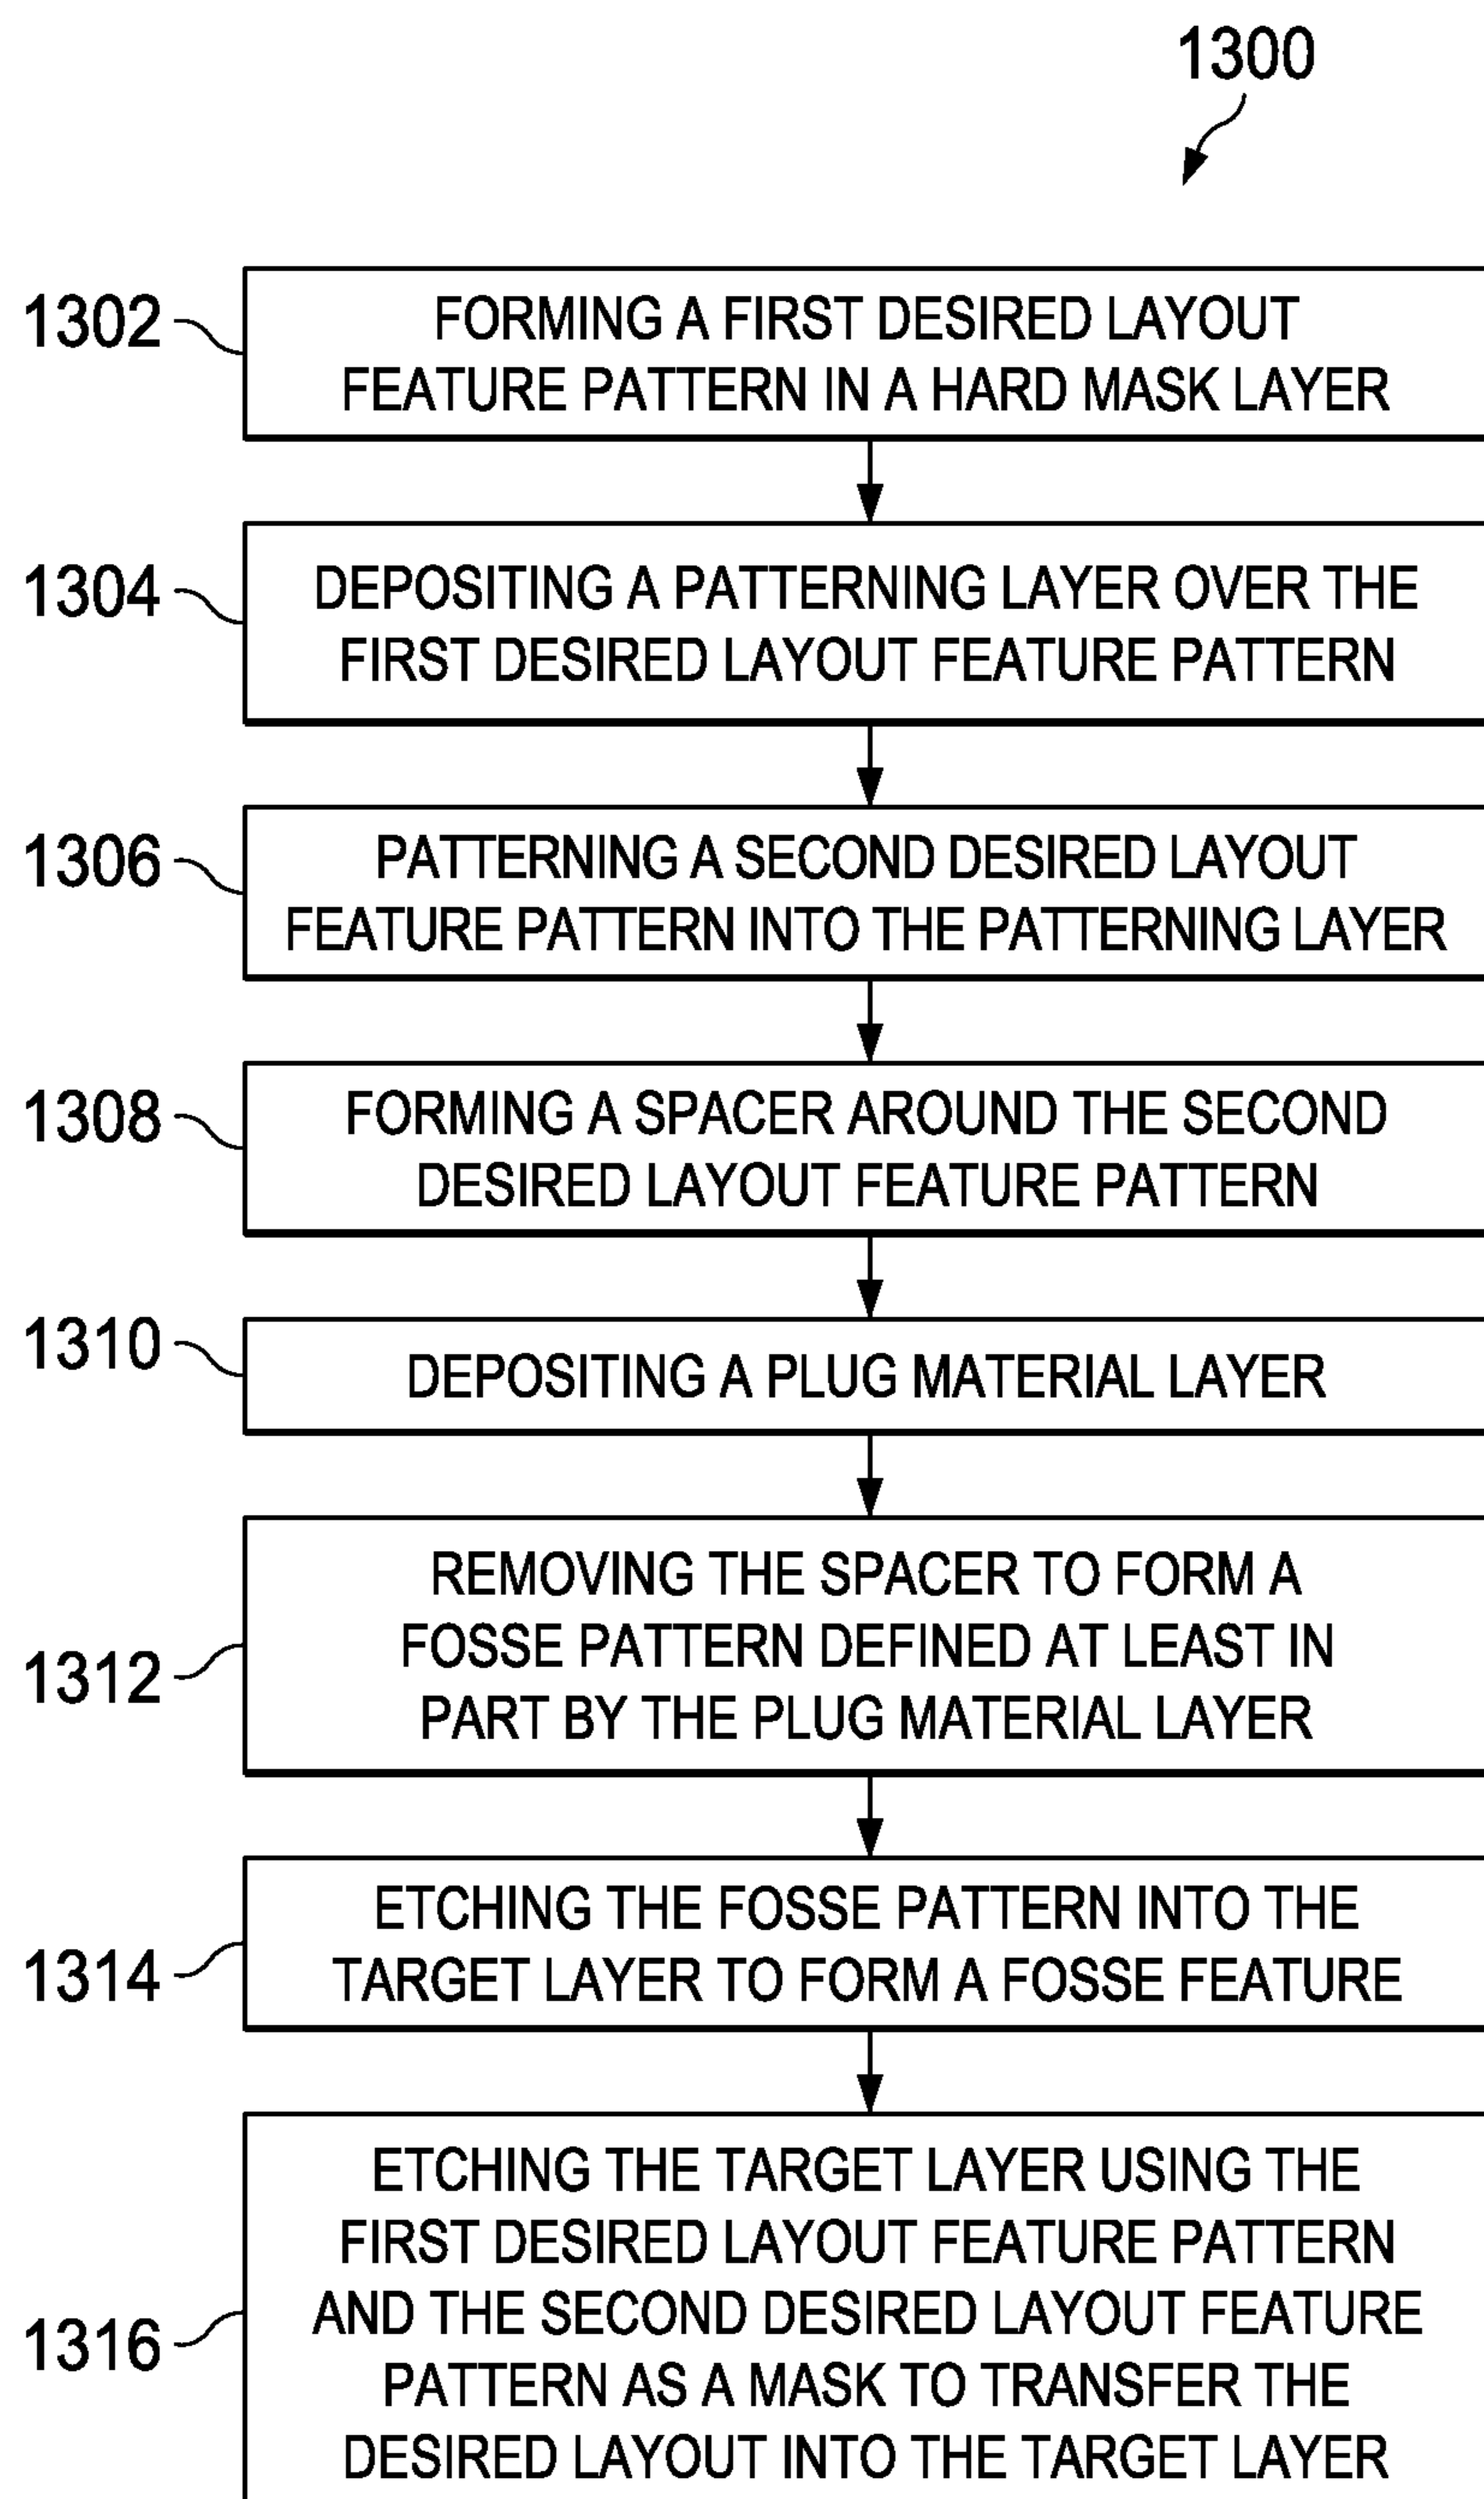 1300
1302
FORMING A FIRST DESIRED LAYOUT
FEATURE PATTERN IN A HARD MASK LAYER
1304
DEPOSITING A PATTERNING LAYER OVER THE
FIRST DESIRED LAYOUT FEATURE PATTERN
1306
PATTERNING A SECOND DESIRED LAYOUT
FEATURE PATTERN INTO THE PATTERNING LAYER
1308
FORMING A SPACER AROUND THE SECOND
DESIRED LAYOUT FEATURE PATTERN
1310
DEPOSITING A PLUG MATERIAL LAYER
1312
REMOVING THE SPACER TO FORM A
FOSSE PATTERN DEFINED AT LEAST IN
PART BY THE PLUG MATERIAL LAYER
1314
ETCHING THE FOSSE PATTERN INTO THE
TARGET LAYER TO FORM A FOSSE FEATURE
1316
ETCHING THE TARGET LAYER USING THE
FIRST DESIRED LAYOUT FEATURE PATTERN
AND THE SECOND DESIRED LAYOUT FEATURE
PATTERN AS A MASK TO TRANSFER THE
DESIRED LAYOUT INTO THE TARGET LAYER